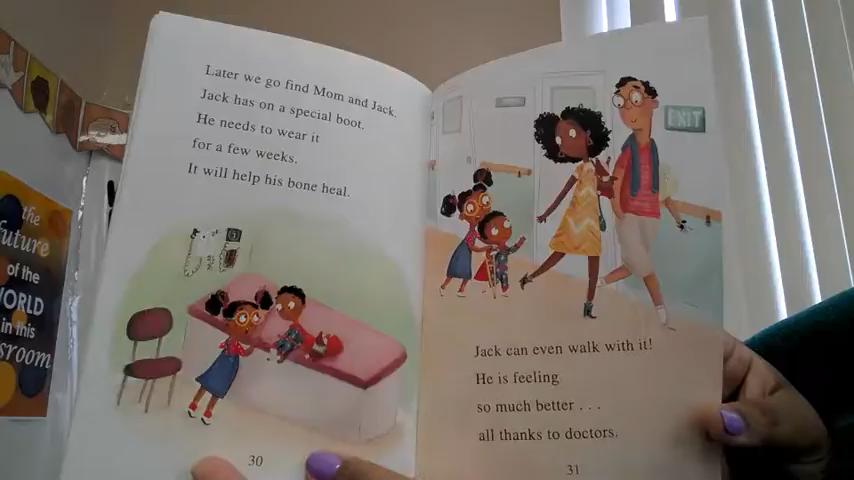 the
future
of the
WORLD
in this
Later we go find Mom and Jack.
Jack has on a special boot.
He needs to wear it
for a few weeks.
It will help his bone heal.
30
EXIT
Jack can even walk with it!
He is feeling
so much better . . .
all thanks to doctors.
31